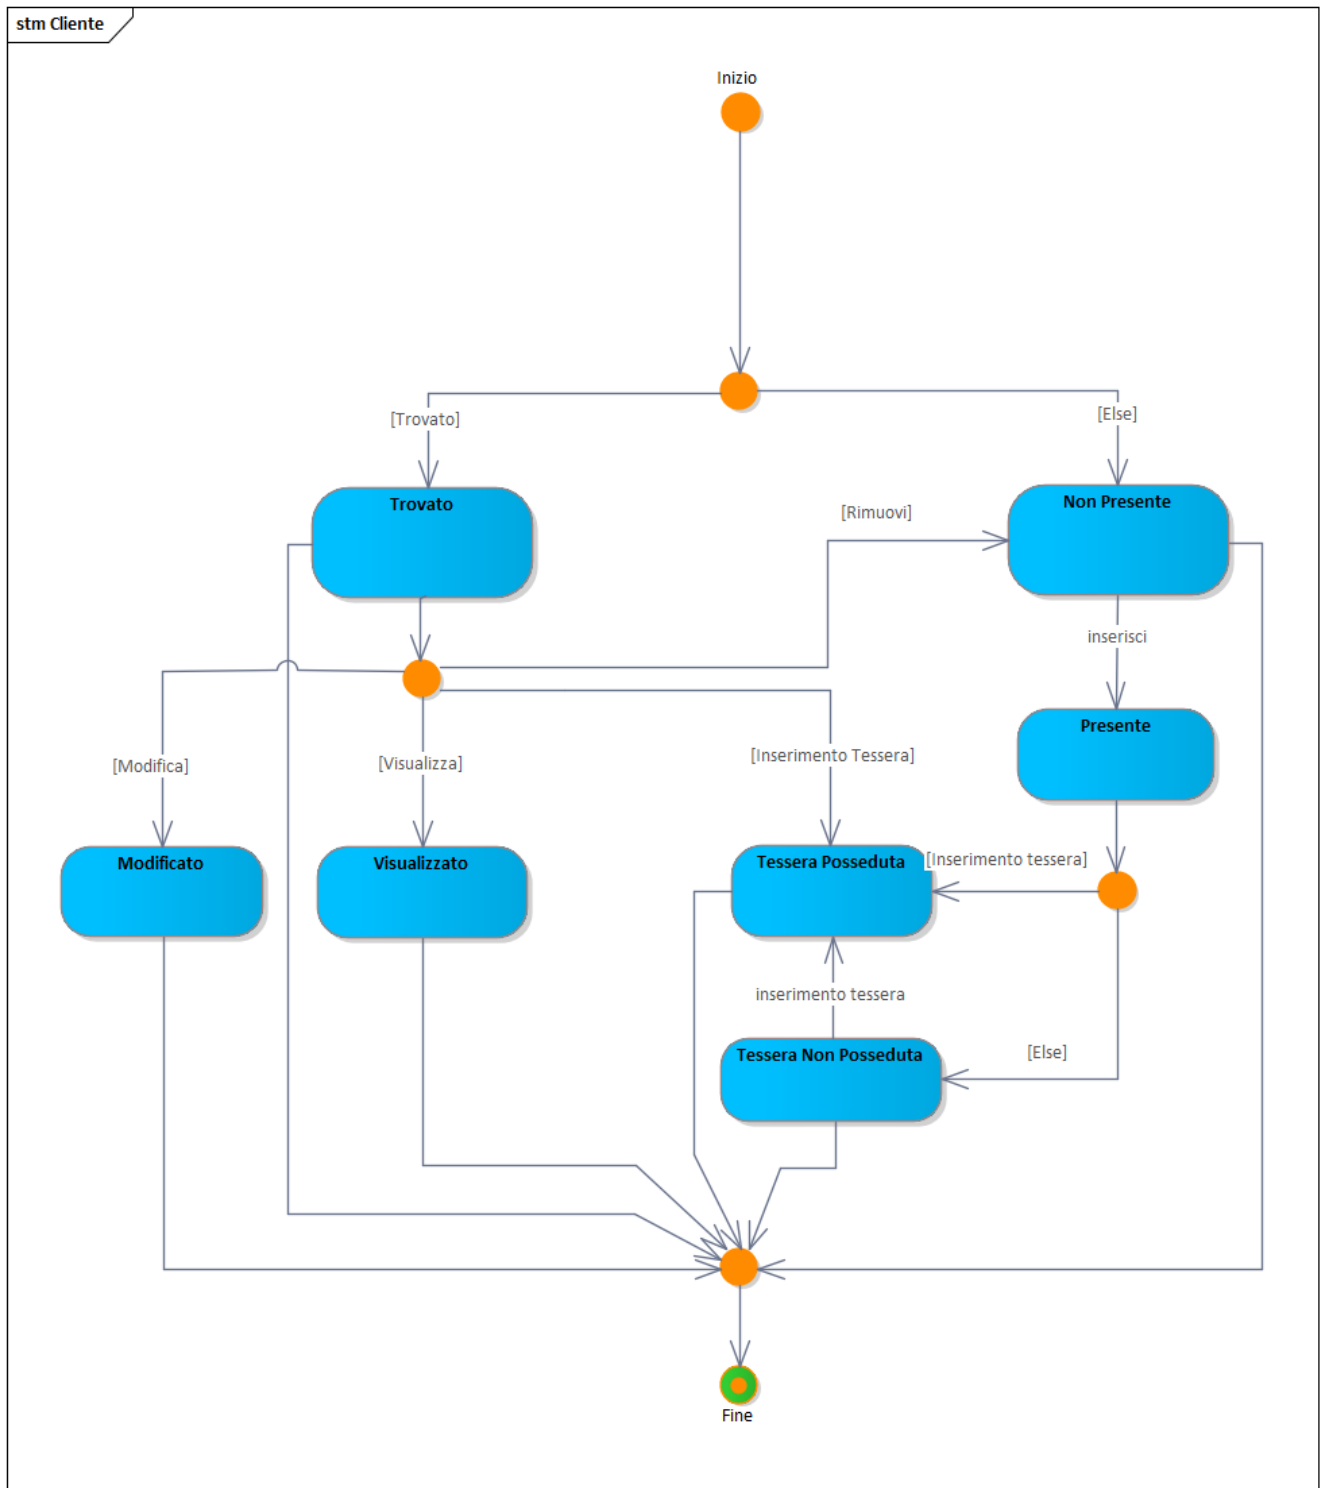 stm Cliente
Inizio
[Trovato]
[Else]
Trovato
Non Presente
[Rimuovi]
inserisci
Presente
[Modifica]
[Visualizza]
[Inserimento Tessera]
Modificato
Visualizzato
Tessera Posseduta
[Inserimento tessera]
inserimento tessera
Tessera Non Posseduta
[Else]
Fine